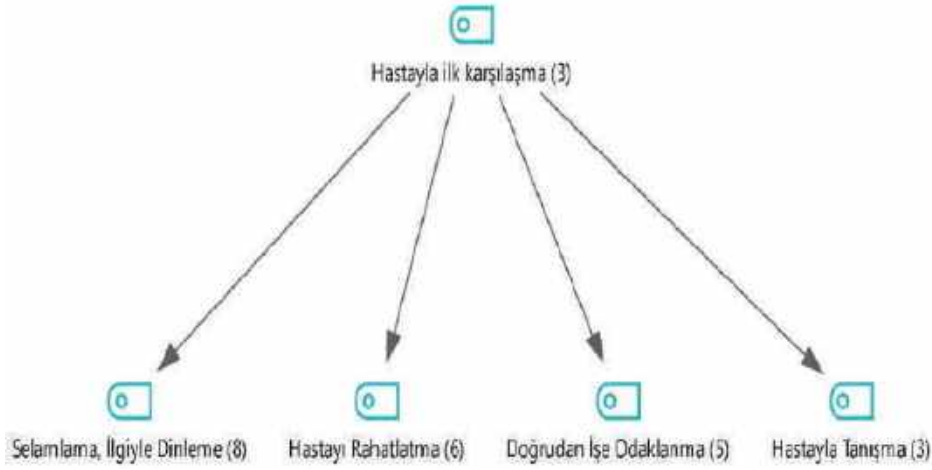 Hastayla ilk karşılaşma (3)
Selamlama, İlgiyle Dinleme (8)
Hastayı Rahatlatma (6)
Doğrudan İşe Odaklanma (5)
Hastayla Tanışma (3)